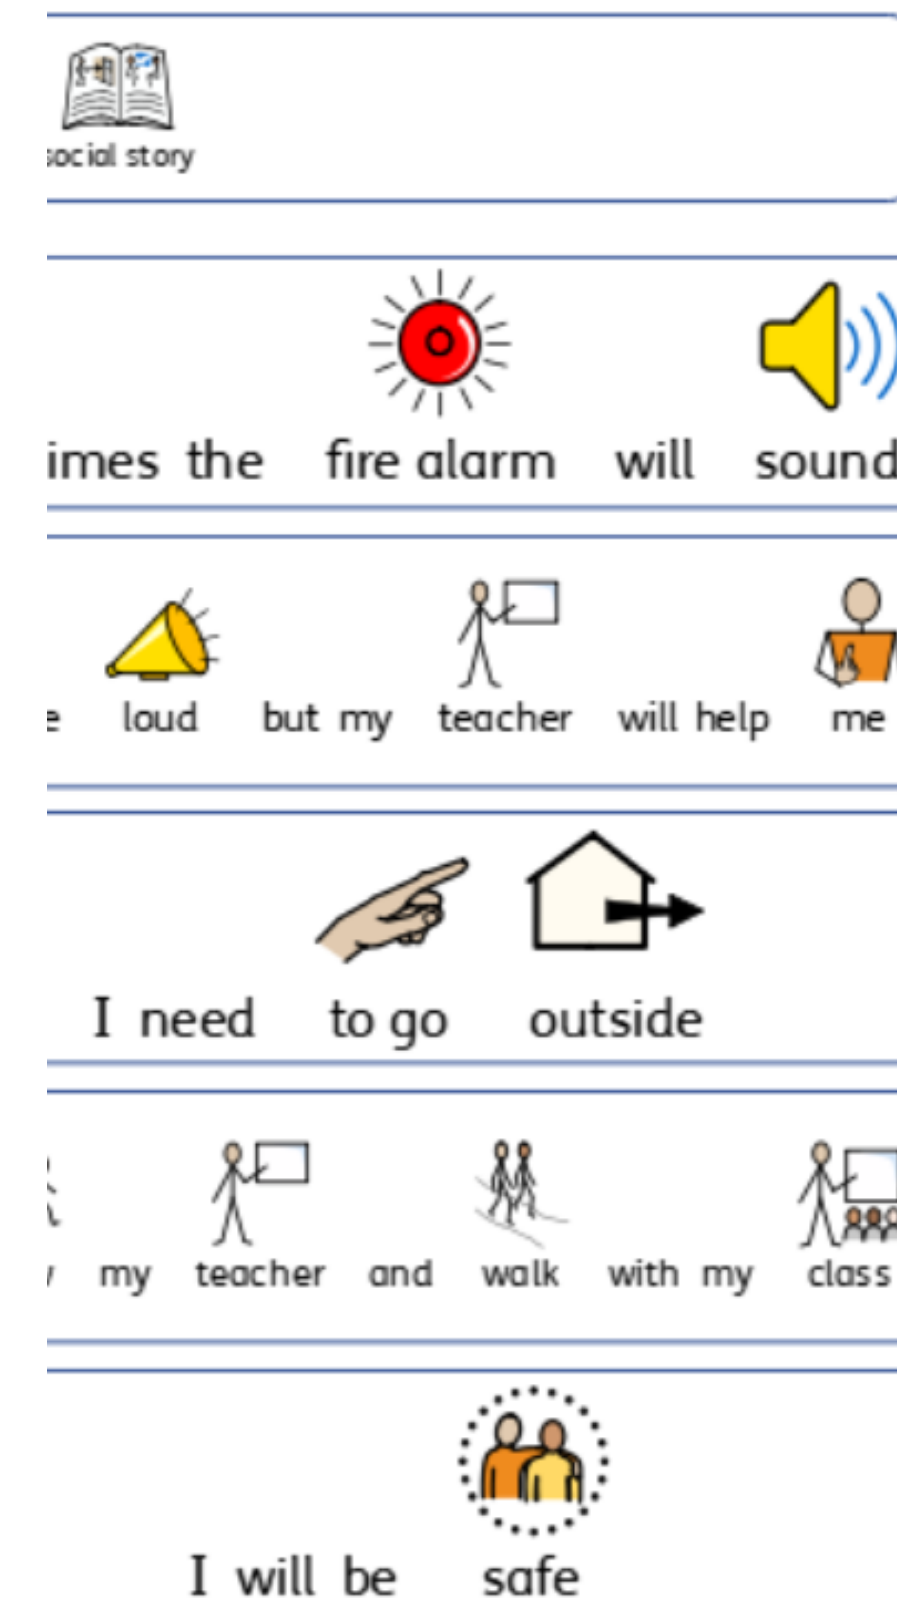 social story
imes the fire alarm will sound
e loud but my teacher will help me
I need to go outside
my teacher and walk with my class
I will be safe